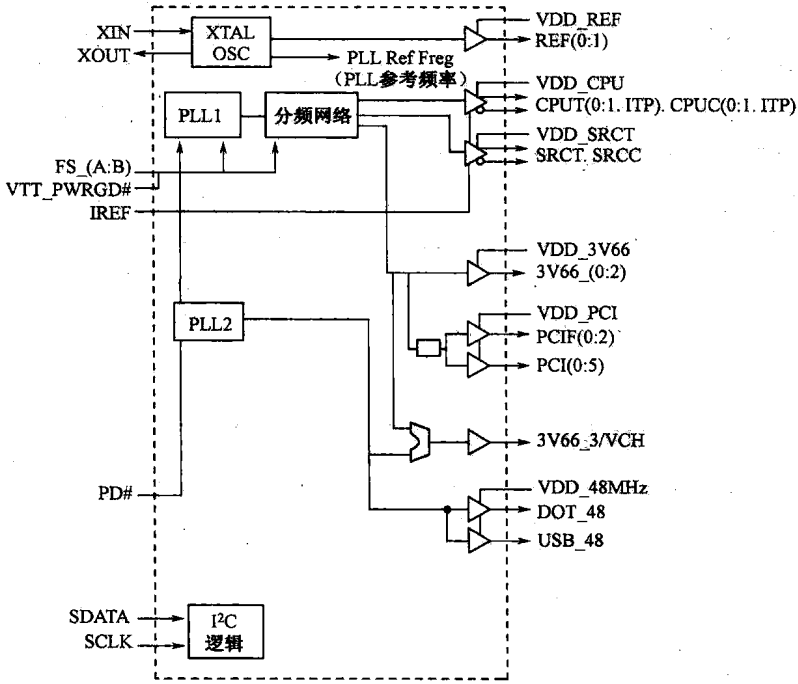 XIN
XOUT
XTAL
OSC
VDD_REF
REF(0:1)
PLL Ref Freg
(PLL参考频率)
VDD_CPU
CPUT(0:1. ITP). CPUC(0:1. ITP)
PLL1
分频网络
VDD_SRCT
SRCT. SRCC
FS_(A:B)
VTT_PWRGD#
IREF
VDD_3V66
3V66_(0:2)
PLL2
VDD_PCI
PCIF(0:2)
PCI(0:5)
3V66_3/VCH
PD#
VDD_48MHz
DOT_48
USB_48
SDATA
SCLK
I²C
逻辑